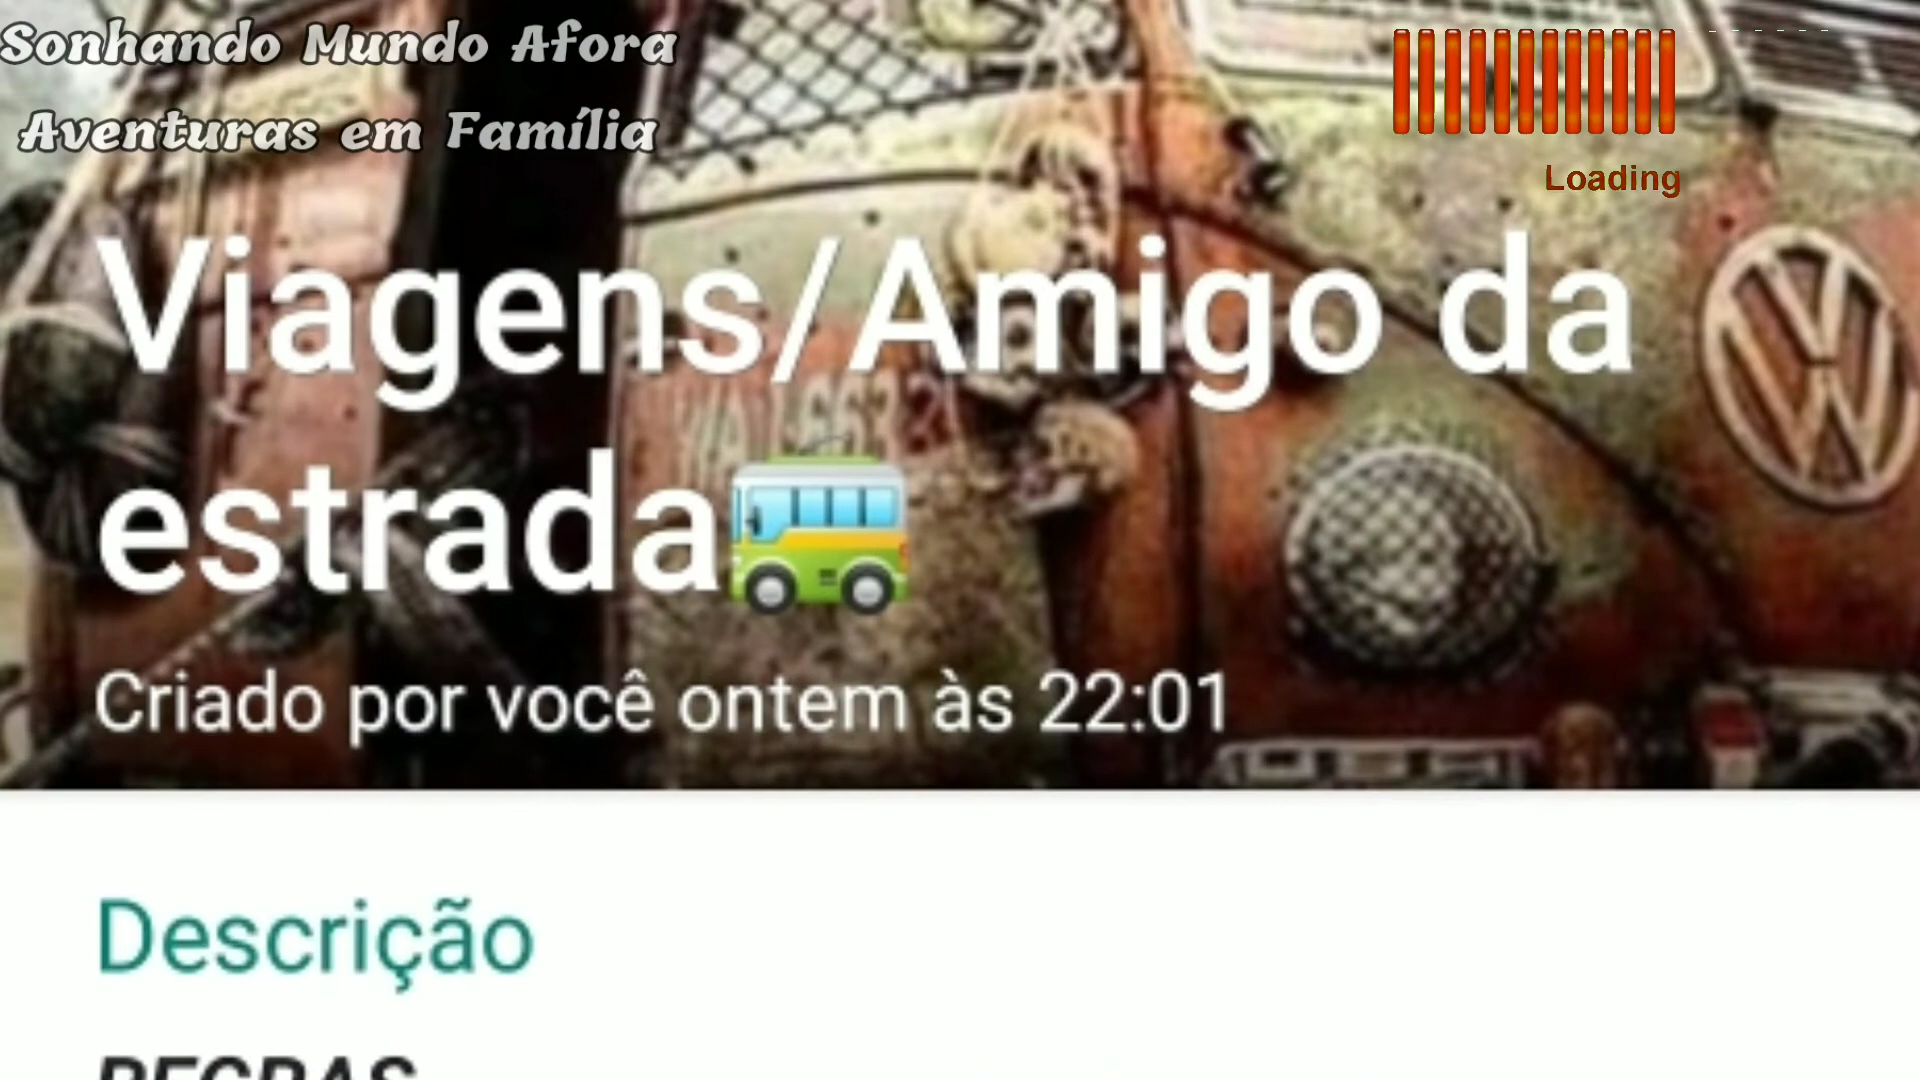 Sonhando Mundo Afora
Aventuras em Família
Loading
Viagens/Amigo da
estrada
Criado por você ontem às 22:01
Descrição
REGRAS